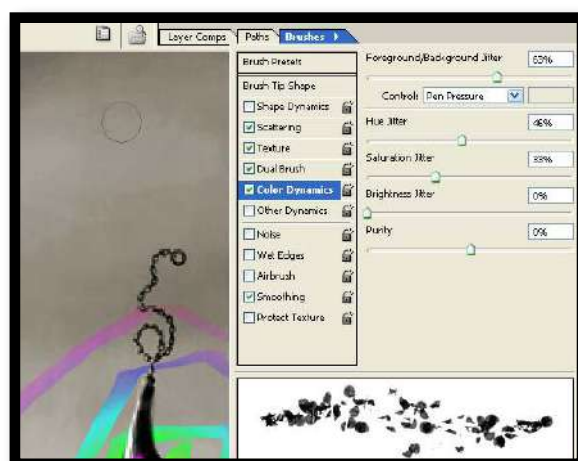 Layer Comps Paths Brushes
Brush Presets
Brush Tip Shape
Shape Dynamics
Scattering
Texture
Dual Brush
Color Dynamics
Other Dynamics
Noise
Wet Edges
Airbrush
Smoothing
Protect Texture
Foreground/Background Jitter 63%
Control: Pen Pressure
Hue Jitter 46%
Saturation Jitter 33%
Brightness Jitter 0%
Purity 0%